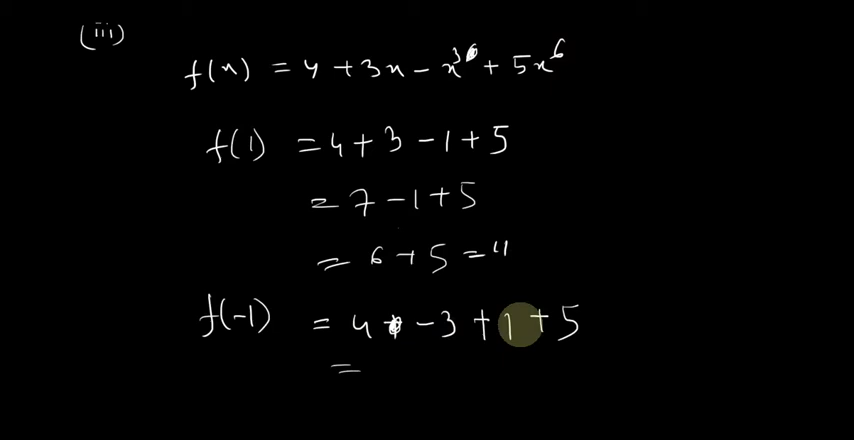 (iii)
f(x) = 4 + 3x - x³ + 5x⁶
f(1) = 4 + 3 - 1 + 5
= 7 - 1 + 5
= 6 + 5 = 11
f(-1) = 4 - 3 + 1 + 5
=